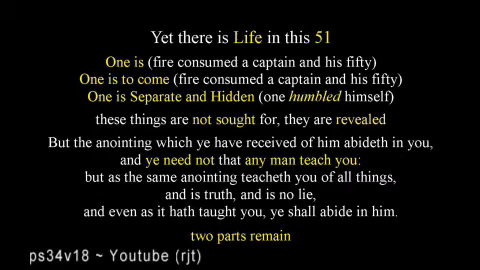 Yet there is Life in this 51
One is (fire consumed a captain and his fifty)
One is to come (fire consumed a captain and his fifty)
One is Separate and Hidden (one humbled himself)
these things are not sought for, they are revealed
But the anointing which ye have received of him abideth in you,
and ye need not that any man teach you:
but as the same anointing teacheth you of all things,
and is truth, and is no lie,
and even as it hath taught you, ye shall abide in him.
two parts remain
ps34v18 ~ Youtube (rjt)